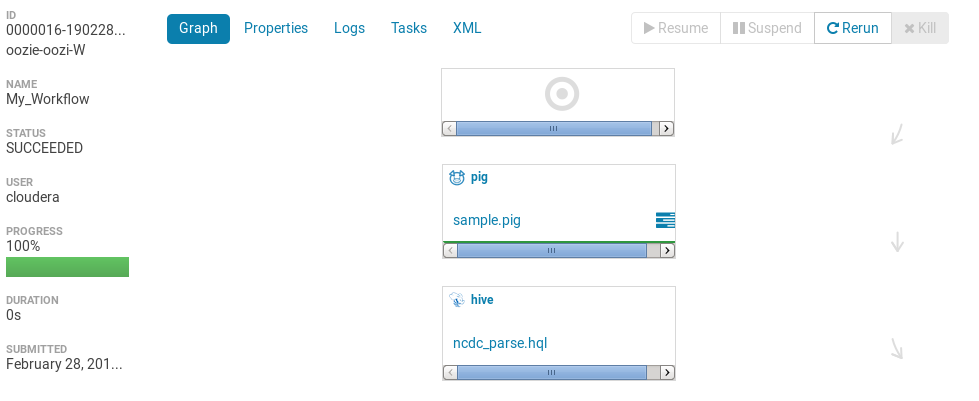 ID
0000016-190228...
oozie-oozi-W
NAME
My_Workflow
STATUS
SUCCEEDED
USER
cloudera
PROGRESS
100%
DURATION
0s
SUBMITTED
February 28, 201...
Graph Properties Logs Tasks XML
Resume Suspend Rerun Kill
pig
sample.pig
hive
ncdc_parse.hql